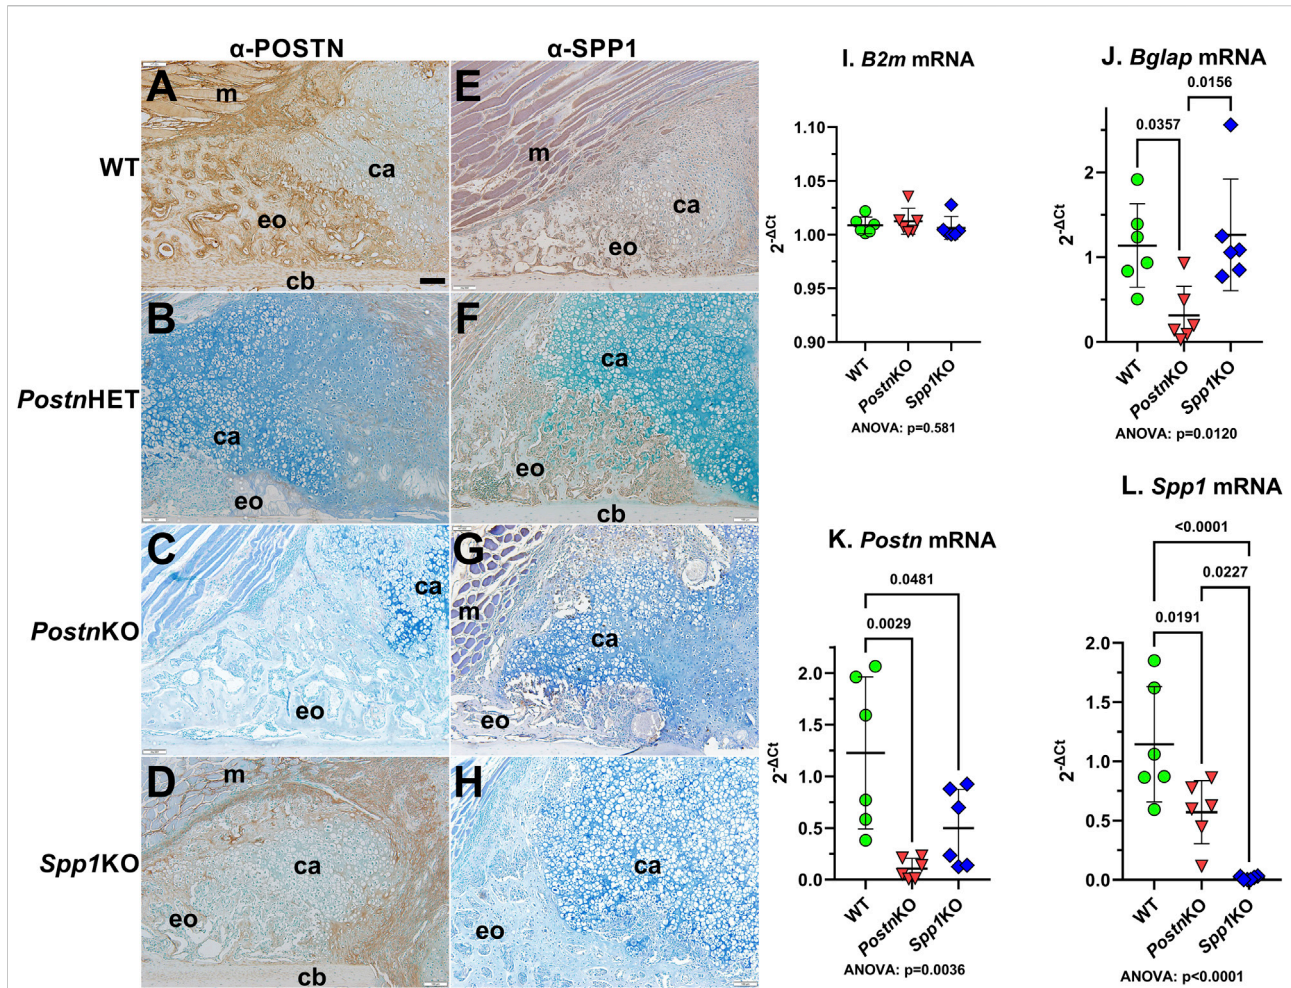 α-POSTN
α-SPP1
WT
PostnHET
PostnKO
Spp1KO
A
m
ca
eo
cb
E
m
ca
eo
B
ca
eo
F
ca
eo
cb
C
ca
eo
G
m
ca
eo
D
m
ca
eo
cb
H
ca
eo
I. B2m mRNA
2^-ΔCt
1.10
1.05
1.00
0.95
0.90
WT
PostnKO
Spp1KO
ANOVA: p=0.581
J. Bglap mRNA
0.0156
0.0357
2^-ΔCt
2
1
0
WT
PostnKO
Spp1KO
ANOVA: p=0.0120
K. Postn mRNA
0.0481
0.0029
2^-ΔCt
2.0
1.5
1.0
0.5
0.0
WT
PostnKO
Spp1KO
ANOVA: p=0.0036
L. Spp1 mRNA
<0.0001
0.0227
0.0191
2^-ΔCt
2.0
1.5
1.0
0.5
0.0
WT
PostnKO
Spp1KO
ANOVA: p<0.0001